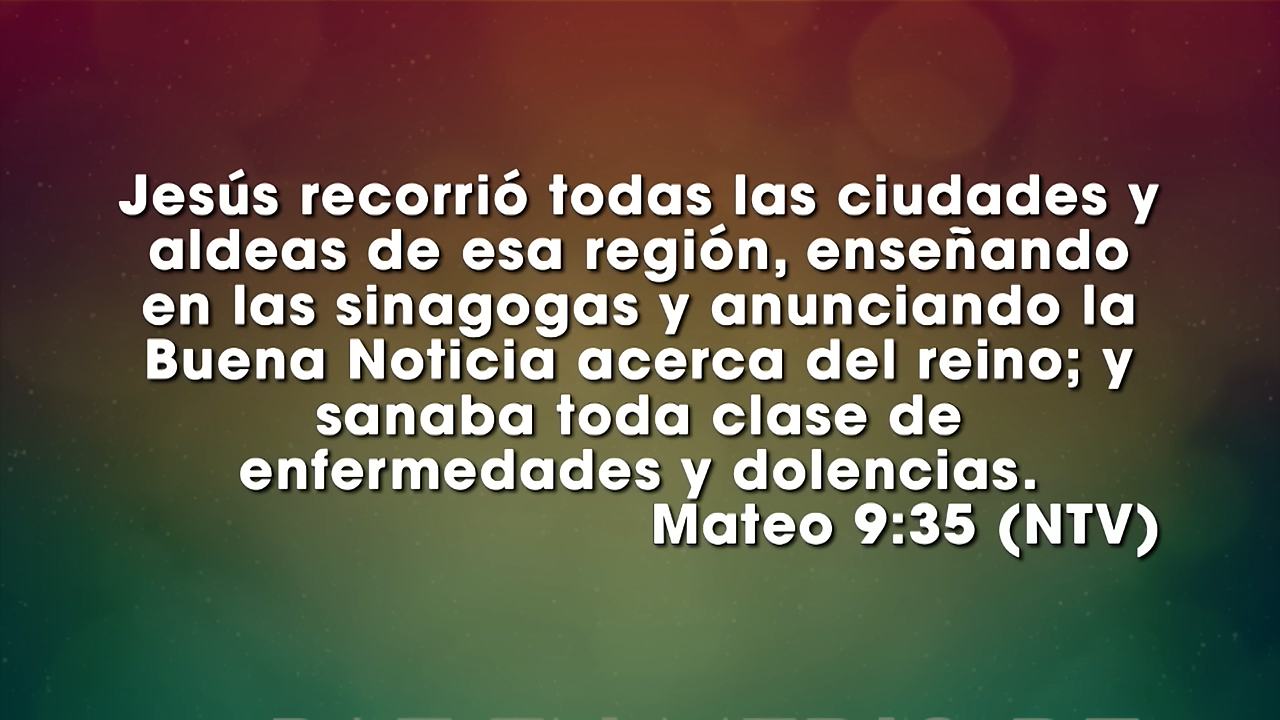 Jesús recorrió todas las ciudades y
aldeas de esa región, enseñando
en las sinagogas y anunciando la
Buena Noticia acerca del reino; y
sanaba toda clase de
enfermedades y dolencias.
Mateo 9:35 (NTV)